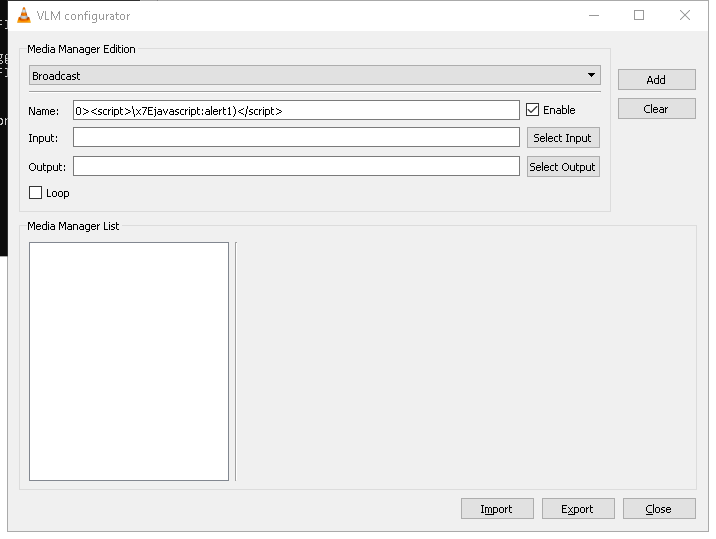 VLM configurator
Media Manager Edition
Broadcast
Add
Name: 0><script>\x7Ejavascript:alert1)</script> Enable
Clear
Input: Select Input
Output: Select Output
Loop
Media Manager List
Import Export Close